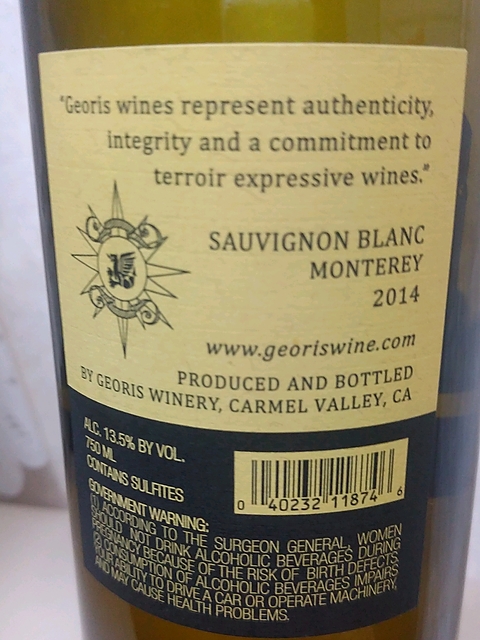 "Georis wines represent authenticity,
integrity and a commitment to
terroir expressive wines."
SAUVIGNON BLANC
MONTEREY
2014
www.georiswine.com
PRODUCED AND BOTTLED
BY GEORIS WINERY, CARMEL VALLEY, CA
ALC. 13.5% BY VOL.
750 ML
CONTAINS SULFITES
0 40232 11874 6
GOVERNMENT WARNING:
(1) ACCORDING TO THE SURGEON GENERAL, WOMEN
SHOULD NOT DRINK ALCOHOLIC BEVERAGES DURING
PREGNANCY BECAUSE OF THE RISK OF BIRTH DEFECTS.
(2) CONSUMPTION OF ALCOHOLIC BEVERAGES IMPAIRS
YOUR ABILITY TO DRIVE A CAR OR OPERATE MACHINERY,
AND MAY CAUSE HEALTH PROBLEMS.